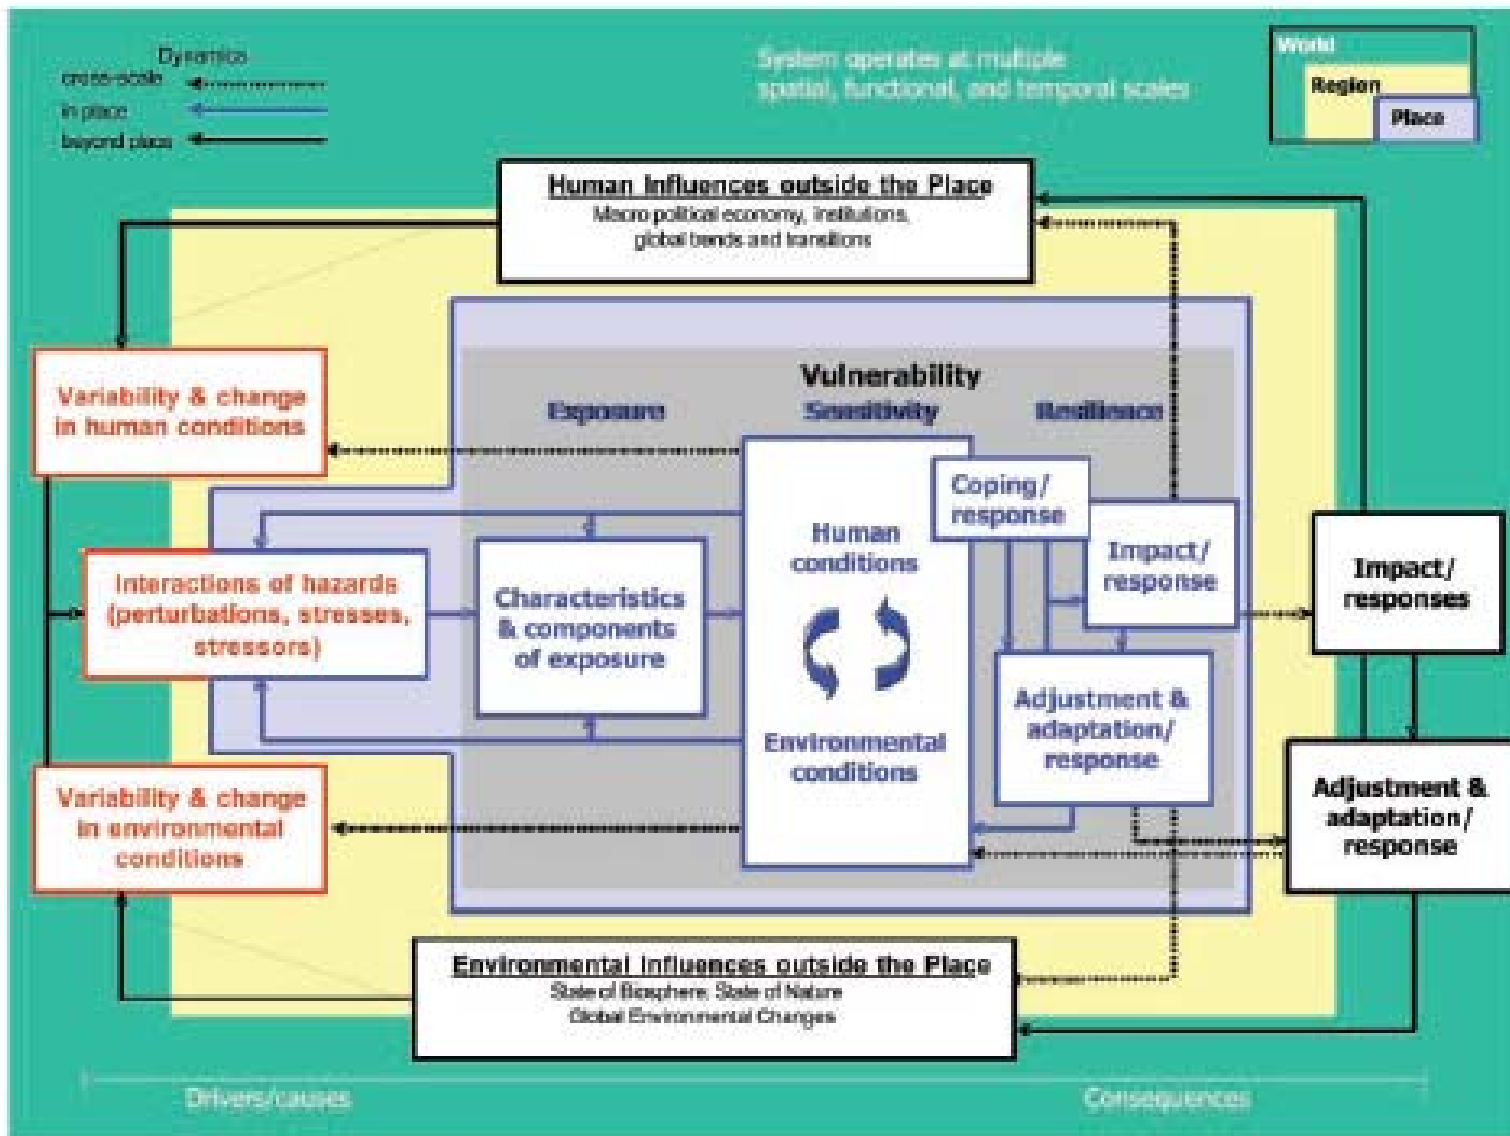 Dynamics
cross-scale
in place
beyond place
System operates at multiple
spatial, functional, and temporal scales
World
Region
Place
Human Influences outside the Place
Macro political economy, institutions,
global trends and transitions
Variability & change
in human conditions
Vulnerability
Exposure
Sensitivity
Resilience
Coping/
response
Human
conditions
Impact/
response
Impact/
responses
Interactions of hazards
(perturbations, stresses,
stressors)
Characteristics
& components
of exposure
Adjustment &
adaptation/
response
Environmental
conditions
Variability & change
in environmental
conditions
Adjustment &
adaptation/
response
Environmental Influences outside the Place
State of Biosphere. State of Nature
Global Environmental Changes
Drivers/causes
Consequences